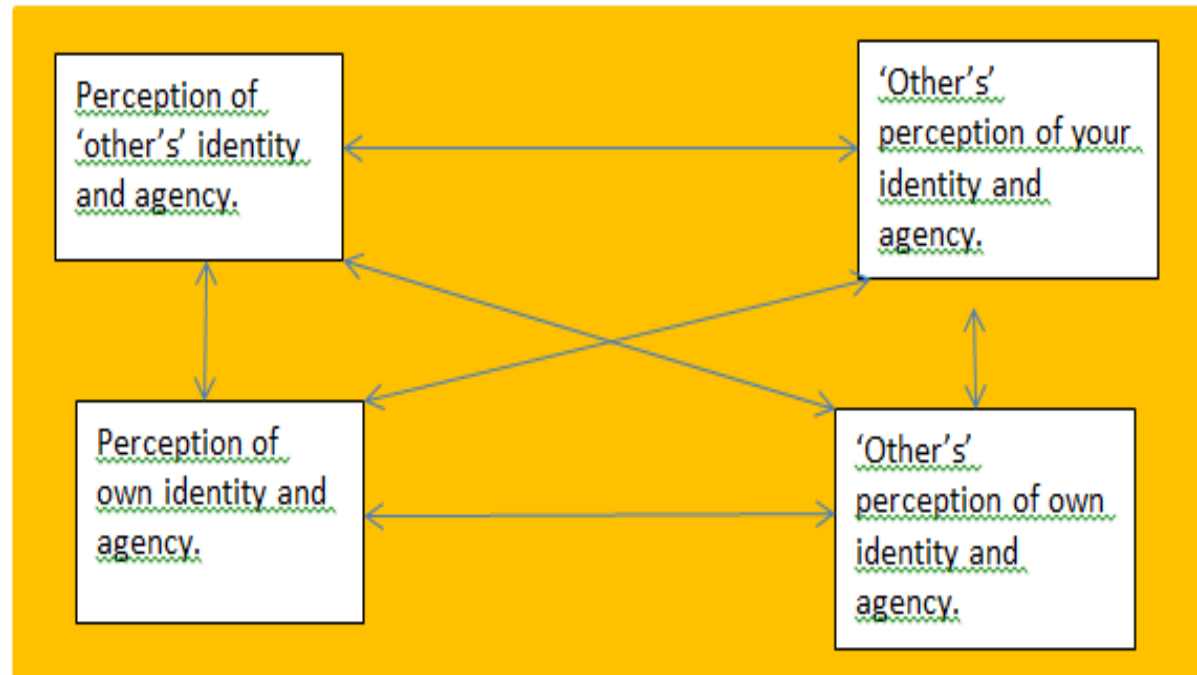 Perception of
‘other’s’ identity
and agency.
‘Other’s’
perception of your
identity and
agency.
Perception of
own identity and
agency.
‘Other’s’
perception of own
identity and
agency.